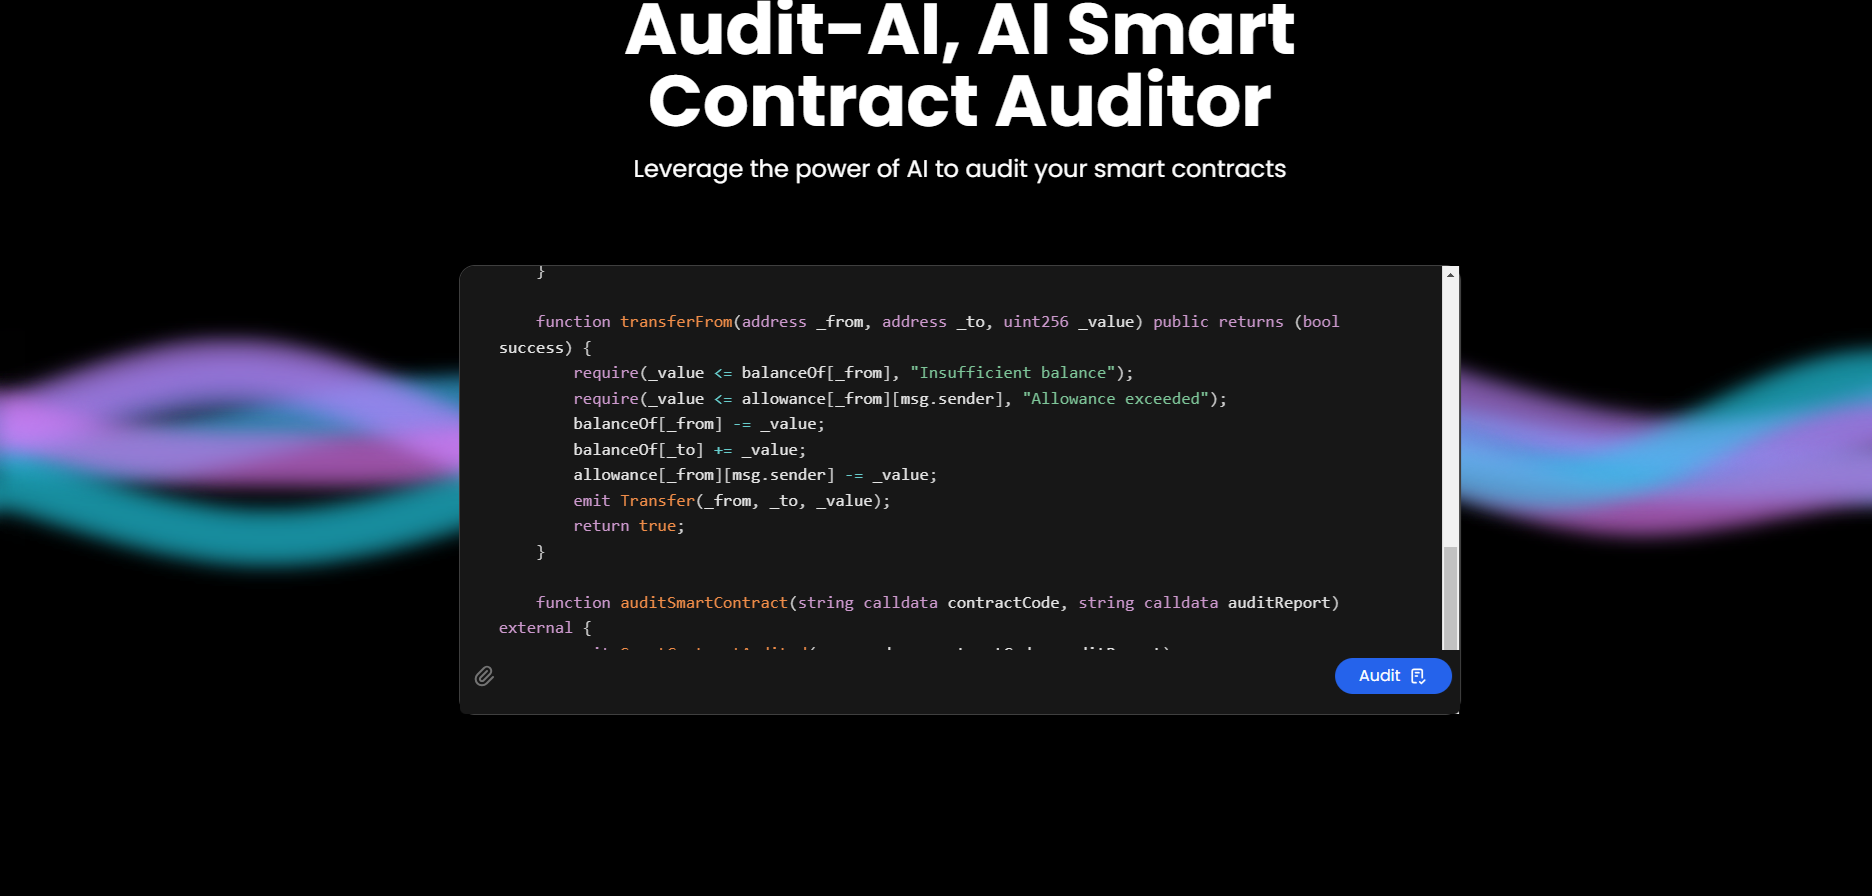 Audit-AI, AI Smart
Contract Auditor
Leverage the power of AI to audit your smart contracts
}
function transferFrom(address _from, address _to, uint256 _value) public returns (bool
success) {
require(_value <= balanceOf[_from], "Insufficient balance");
require(_value <= allowance[_from][msg.sender], "Allowance exceeded");
balanceOf[_from] -= _value;
balanceOf[_to] += _value;
allowance[_from][msg.sender] -= _value;
emit Transfer(_from, _to, _value);
return true;
}
function auditSmartContract(string calldata contractCode, string calldata auditReport)
external {
Audit